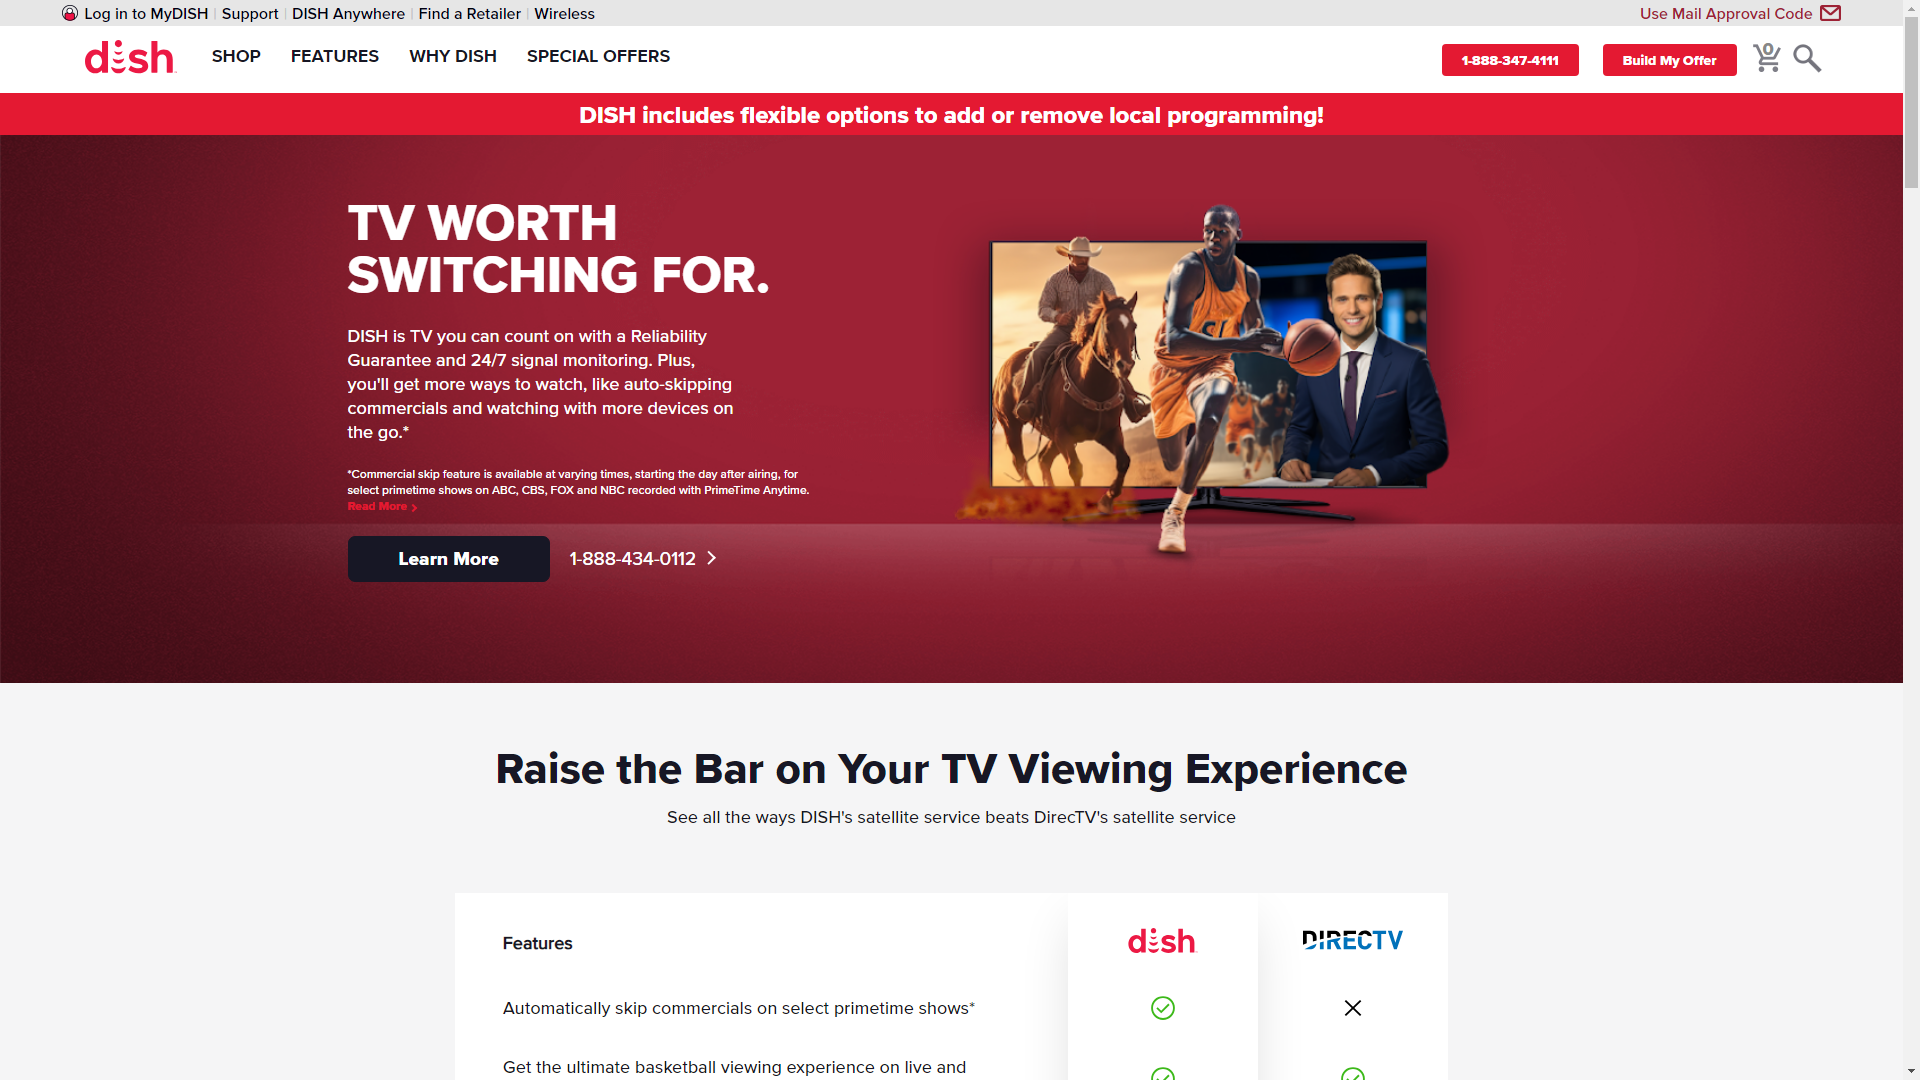 Log in to MyDISH | Support | DISH Anywhere | Find a Retailer | Wireless
Use Mail Approval Code
dish
SHOP FEATURES WHY DISH SPECIAL OFFERS
1-888-347-4111
Build My Offer
0
DISH includes flexible options to add or remove local programming!
TV WORTH
SWITCHING FOR.
DISH is TV you can count on with a Reliability
Guarantee and 24/7 signal monitoring. Plus,
you'll get more ways to watch, like auto-skipping
commercials and watching with more devices on
the go.*
*Commercial skip feature is available at varying times, starting the day after airing, for
select primetime shows on ABC, CBS, FOX and NBC recorded with PrimeTime Anytime.
Read More
Learn More
1-888-434-0112
Raise the Bar on Your TV Viewing Experience
See all the ways DISH's satellite service beats DirecTV's satellite service
Features
dish
DIRECTV
Automatically skip commercials on select primetime shows*
Get the ultimate basketball viewing experience on live and